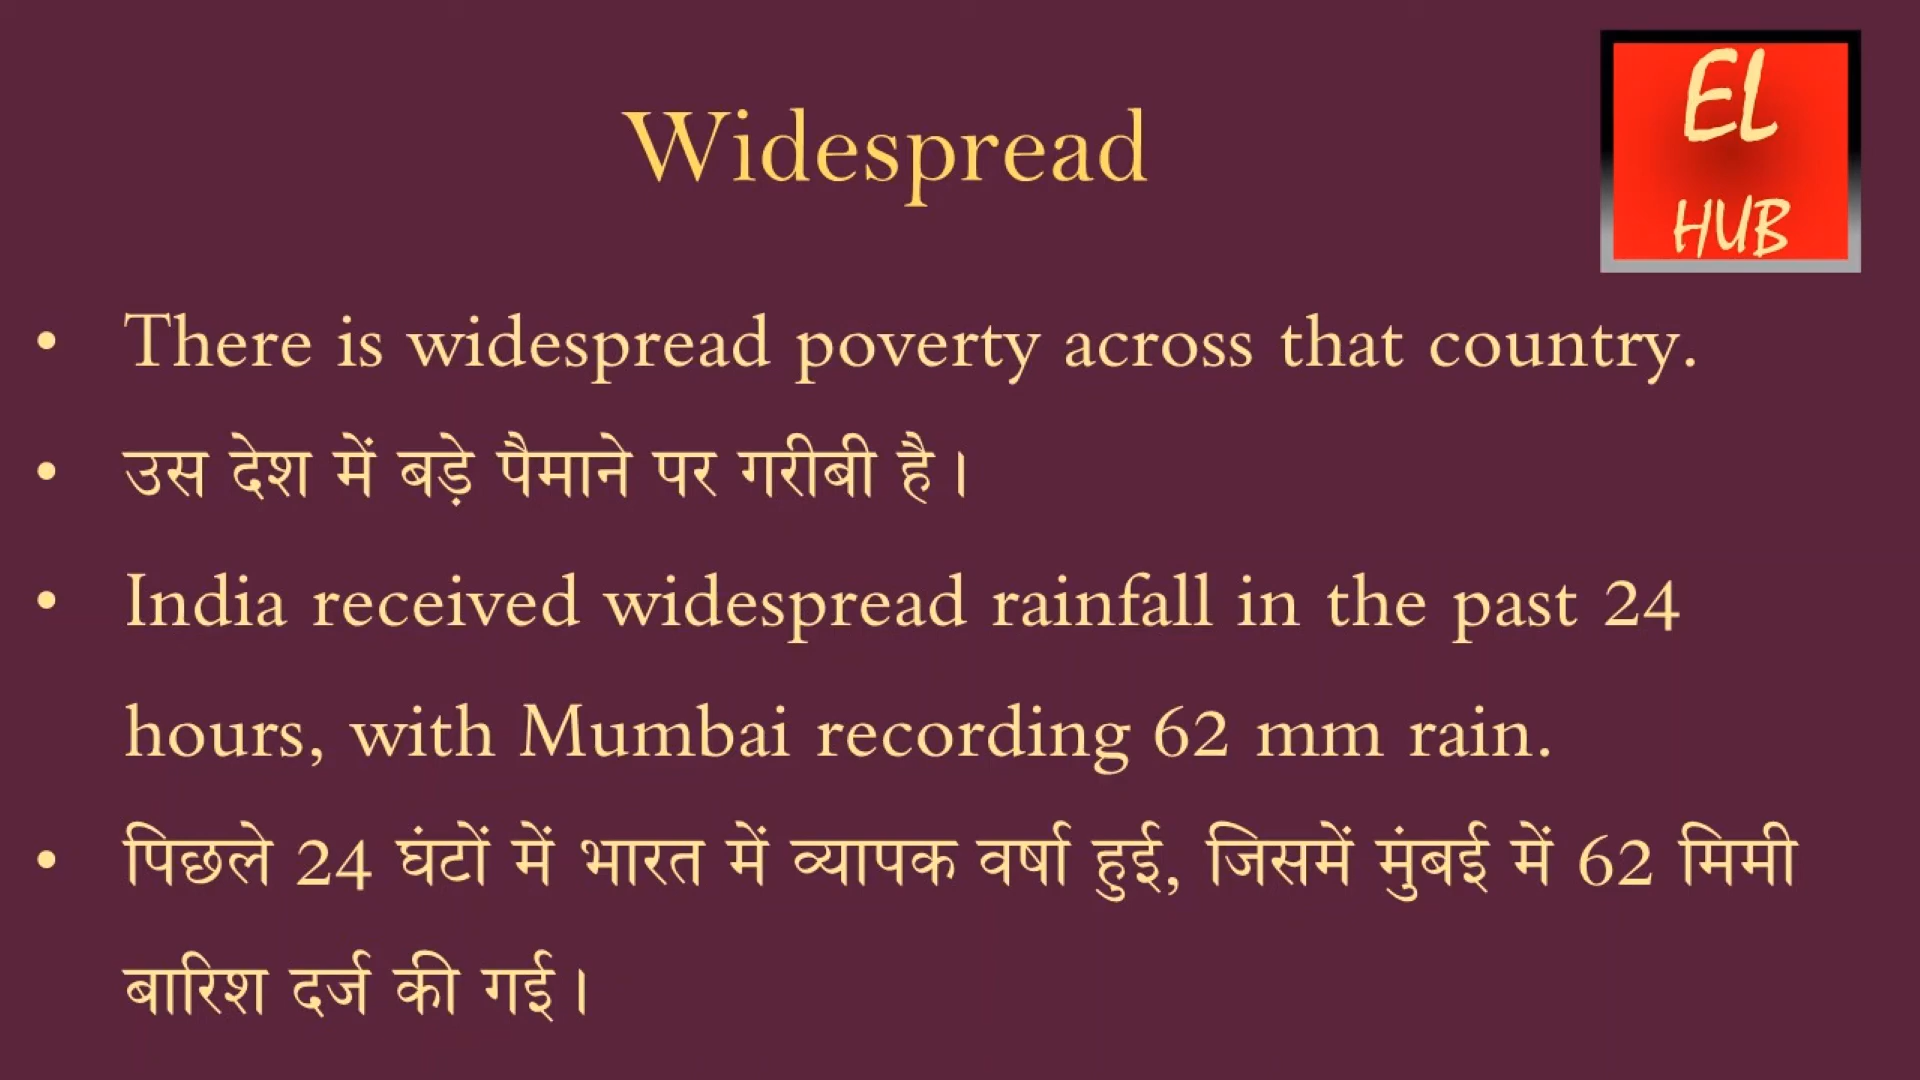 Widespread
EL
HUB
• There is widespread poverty across that country.
• उस देश में बड़े पैमाने पर गरीबी है।
• India received widespread rainfall in the past 24
hours, with Mumbai recording 62 mm rain.
• पिछले 24 घंटों में भारत में व्यापक वर्षा हुई, जिसमें मुंबई में 62 मिमी
बारिश दर्ज की गई।